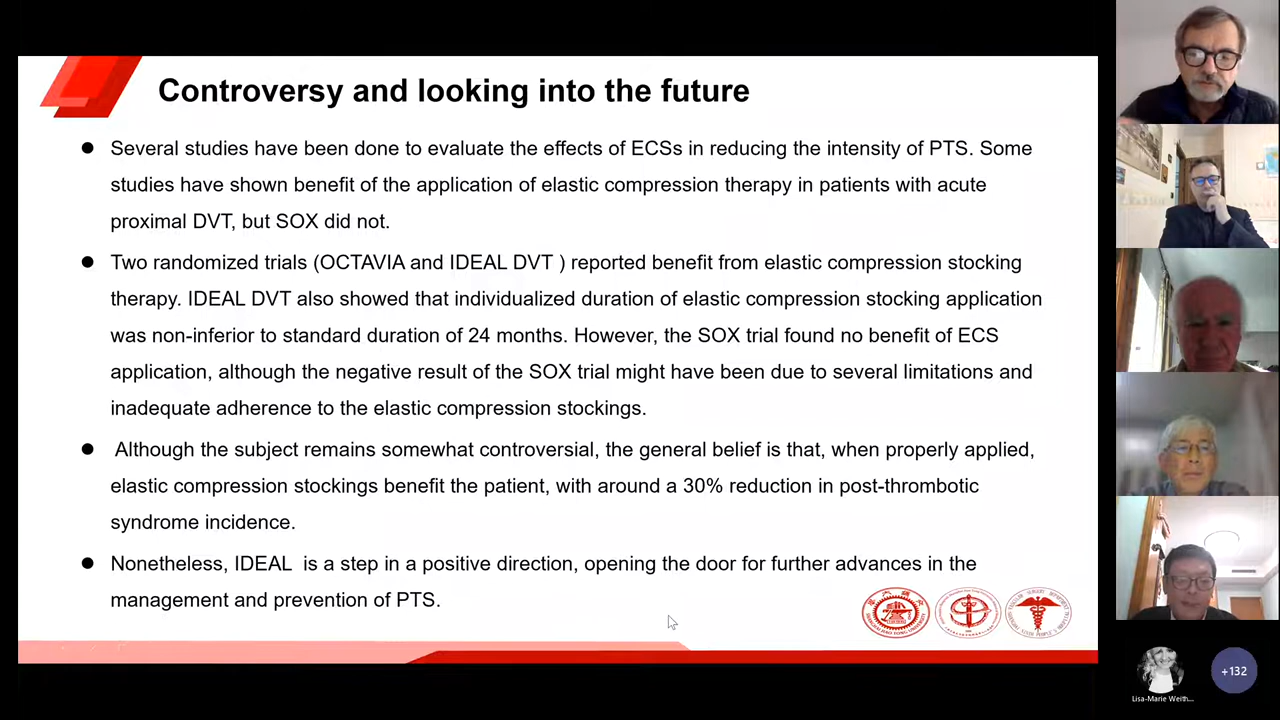 Controversy and looking into the future
● Several studies have been done to evaluate the effects of ECSs in reducing the intensity of PTS. Some
studies have shown benefit of the application of elastic compression therapy in patients with acute
proximal DVT, but SOX did not.
● Two randomized trials (OCTAVIA and IDEAL DVT ) reported benefit from elastic compression stocking
therapy. IDEAL DVT also showed that individualized duration of elastic compression stocking application
was non-inferior to standard duration of 24 months. However, the SOX trial found no benefit of ECS
application, although the negative result of the SOX trial might have been due to several limitations and
inadequate adherence to the elastic compression stockings.
● Although the subject remains somewhat controversial, the general belief is that, when properly applied,
elastic compression stockings benefit the patient, with around a 30% reduction in post-thrombotic
syndrome incidence.
● Nonetheless, IDEAL is a step in a positive direction, opening the door for further advances in the
management and prevention of PTS.
Lisa-Marie Weith...
+132